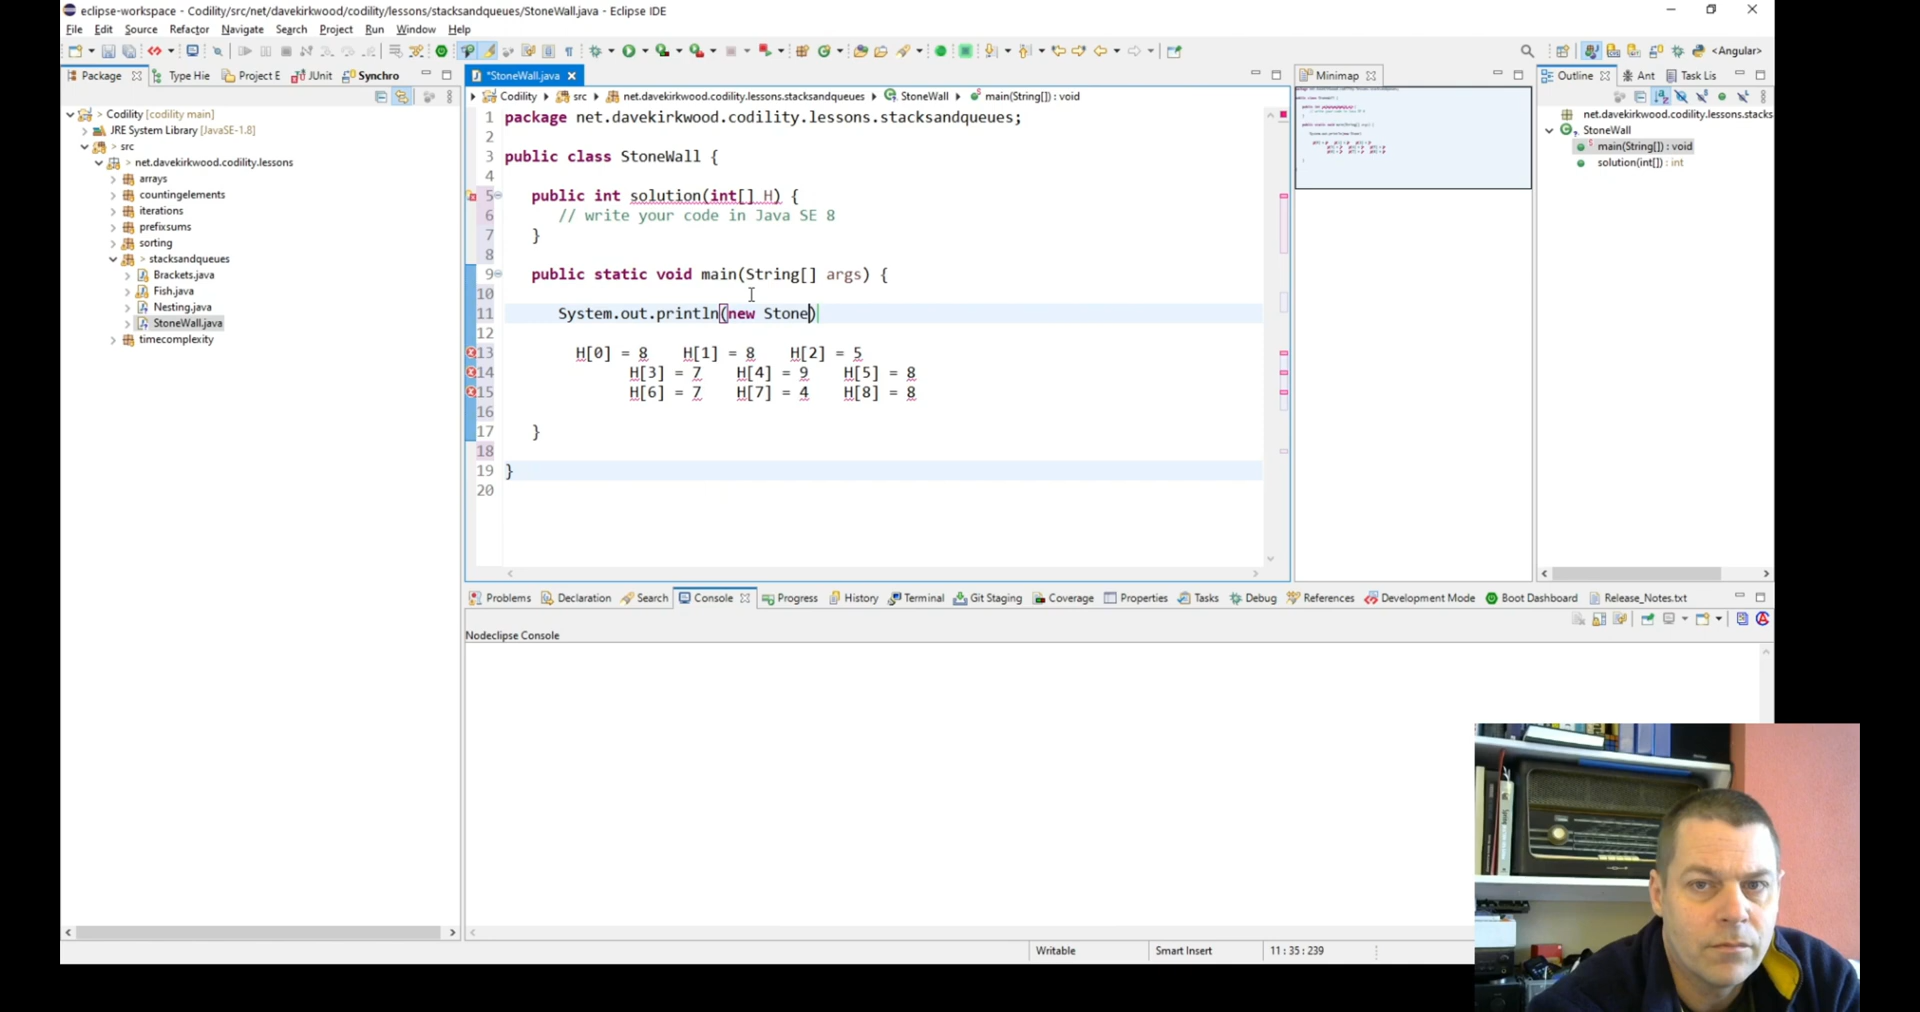 eclipse-workspace - Codility/src/net/davekirkwood/codility/lessons/stacksandqueues/StoneWall.java - Eclipse IDE
File Edit Source Refactor Navigate Search Project Run Window Help
<Angular>
Package Type Hie Project E JUnit Synchro
*StoneWall.java
Minimap
Outline Ant Task Lis
Codility src net.davekirkwood.codility.lessons.stacksandqueues StoneWall main(String[]) : void
Codility [codility main]
JRE System Library [JavaSE-1.8]
> src
> net.davekirkwood.codility.lessons
arrays
countingelements
iterations
prefixsums
sorting
> stacksandqueues
Brackets.java
Fish.java
Nesting.java
StoneWall.java
timecomplexity
1 package net.davekirkwood.codility.lessons.stacksandqueues;
2
3 public class StoneWall {
4
5 public int solution(int[] H) {
6 // write your code in Java SE 8
7 }
8
9 public static void main(String[] args) {
10
11 System.out.println(new Stone)
12
13 H[0] = 8 H[1] = 8 H[2] = 5
14 H[3] = 7 H[4] = 9 H[5] = 8
15 H[6] = 7 H[7] = 4 H[8] = 8
16
17 }
18
19 }
20
net.davekirkwood.codility.lessons.stacks
StoneWall
main(String[]) : void
solution(int[]) : int
Problems Declaration Search Console Progress History Terminal Git Staging Coverage Properties Tasks Debug References Development Mode Boot Dashboard Release_Notes.txt
Nodeclipse Console
Writable Smart Insert 11 : 35 : 239